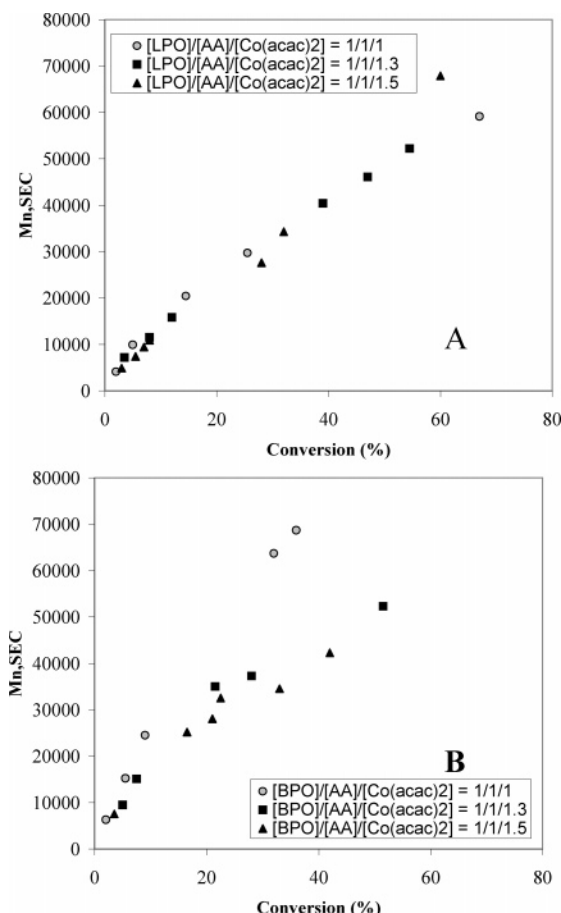 80000
70000
60000
50000
40000
30000
20000
10000
0
Mn,SEC
[LPO]/[AA]/[Co(acac)2] = 1/1/1
[LPO]/[AA]/[Co(acac)2] = 1/1/1.3
[LPO]/[AA]/[Co(acac)2] = 1/1/1.5
A
0 20 40 60 80
Conversion (%)
80000
70000
60000
50000
40000
30000
20000
10000
0
Mn,SEC
B
[BPO]/[AA]/[Co(acac)2] = 1/1/1
[BPO]/[AA]/[Co(acac)2] = 1/1/1.3
[BPO]/[AA]/[Co(acac)2] = 1/1/1.5
0 20 40 60 80
Conversion (%)